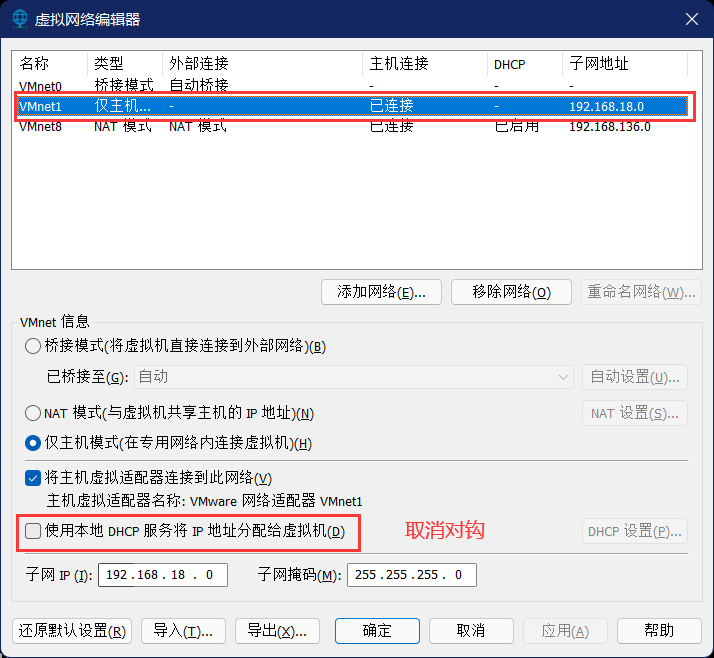 虚拟网络编辑器
名称 类型 外部连接 主机连接 DHCP 子网地址
VMnet0 桥接模式 自动桥接 - - -
VMnet1 仅主机... - 已连接 - 192.168.18.0
VMnet8 NAT 模式 NAT 模式 已连接 已启用 192.168.136.0
添加网络(E)... 移除网络(O) 重命名网络(W)...
VMnet 信息
桥接模式(将虚拟机直接连接到外部网络)(B)
已桥接至(G): 自动 自动设置(U)...
NAT 模式(与虚拟机共享主机的 IP 地址)(N) NAT 设置(S)...
仅主机模式(在专用网络内连接虚拟机)(H)
将主机虚拟适配器连接到此网络(V)
主机虚拟适配器名称: VMware 网络适配器 VMnet1
使用本地 DHCP 服务将 IP 地址分配给虚拟机(D) 取消对钩 DHCP 设置(P)...
子网 IP (I): 192 . 168 . 18 . 0 子网掩码(M): 255 . 255 . 255 . 0
还原默认设置(R) 导入(T)... 导出(X)... 确定 取消 应用(A) 帮助